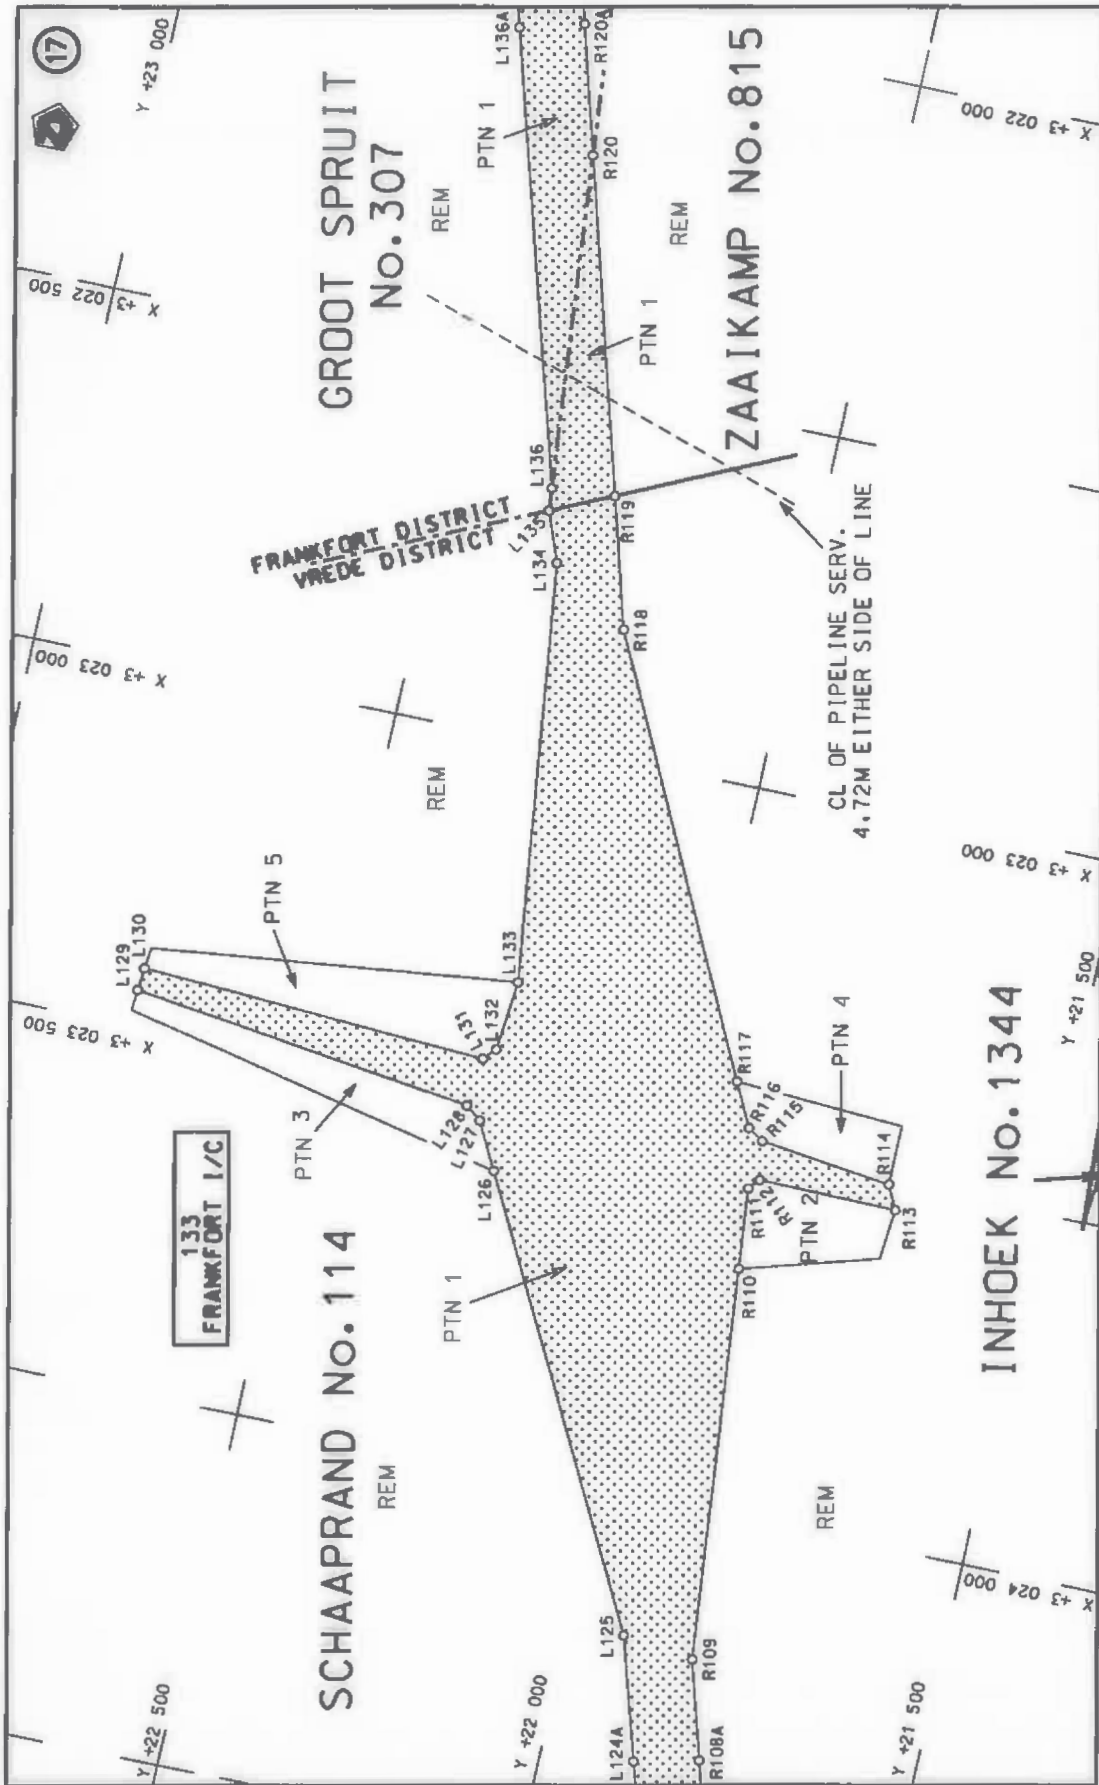 17
Y +23 000
X +3 022 500
X +3 023 000
X +3 023 500
Y +22 500
L136A
R120A
PTN 1
R120
GROOT SPRUIT
No.307
REM
REM
X +3 022 000
ZAAIKAMP No.815
PTN 1
L136
L135
L134
R119
R118
FRANKFORT DISTRICT
VREDE DISTRICT
CL OF PIPELINE SERV.
4.72M EITHER SIDE OF LINE
X +3 023 000
REM
PTN 5
L129
L130
L133
L132
L131
L128
L127
L126
PTN 3
133
FRANKFORT I/C
SCHAAPRAND No.114
REM
PTN 1
R117
R116
R115
R114
R113
R112
R111
R110
PTN 4
PTN 2
INHOEK No.1344
REM
Y +21 500
L125
L124A
R109
R108A
Y +22 000
Y +21 500
X +3 024 000